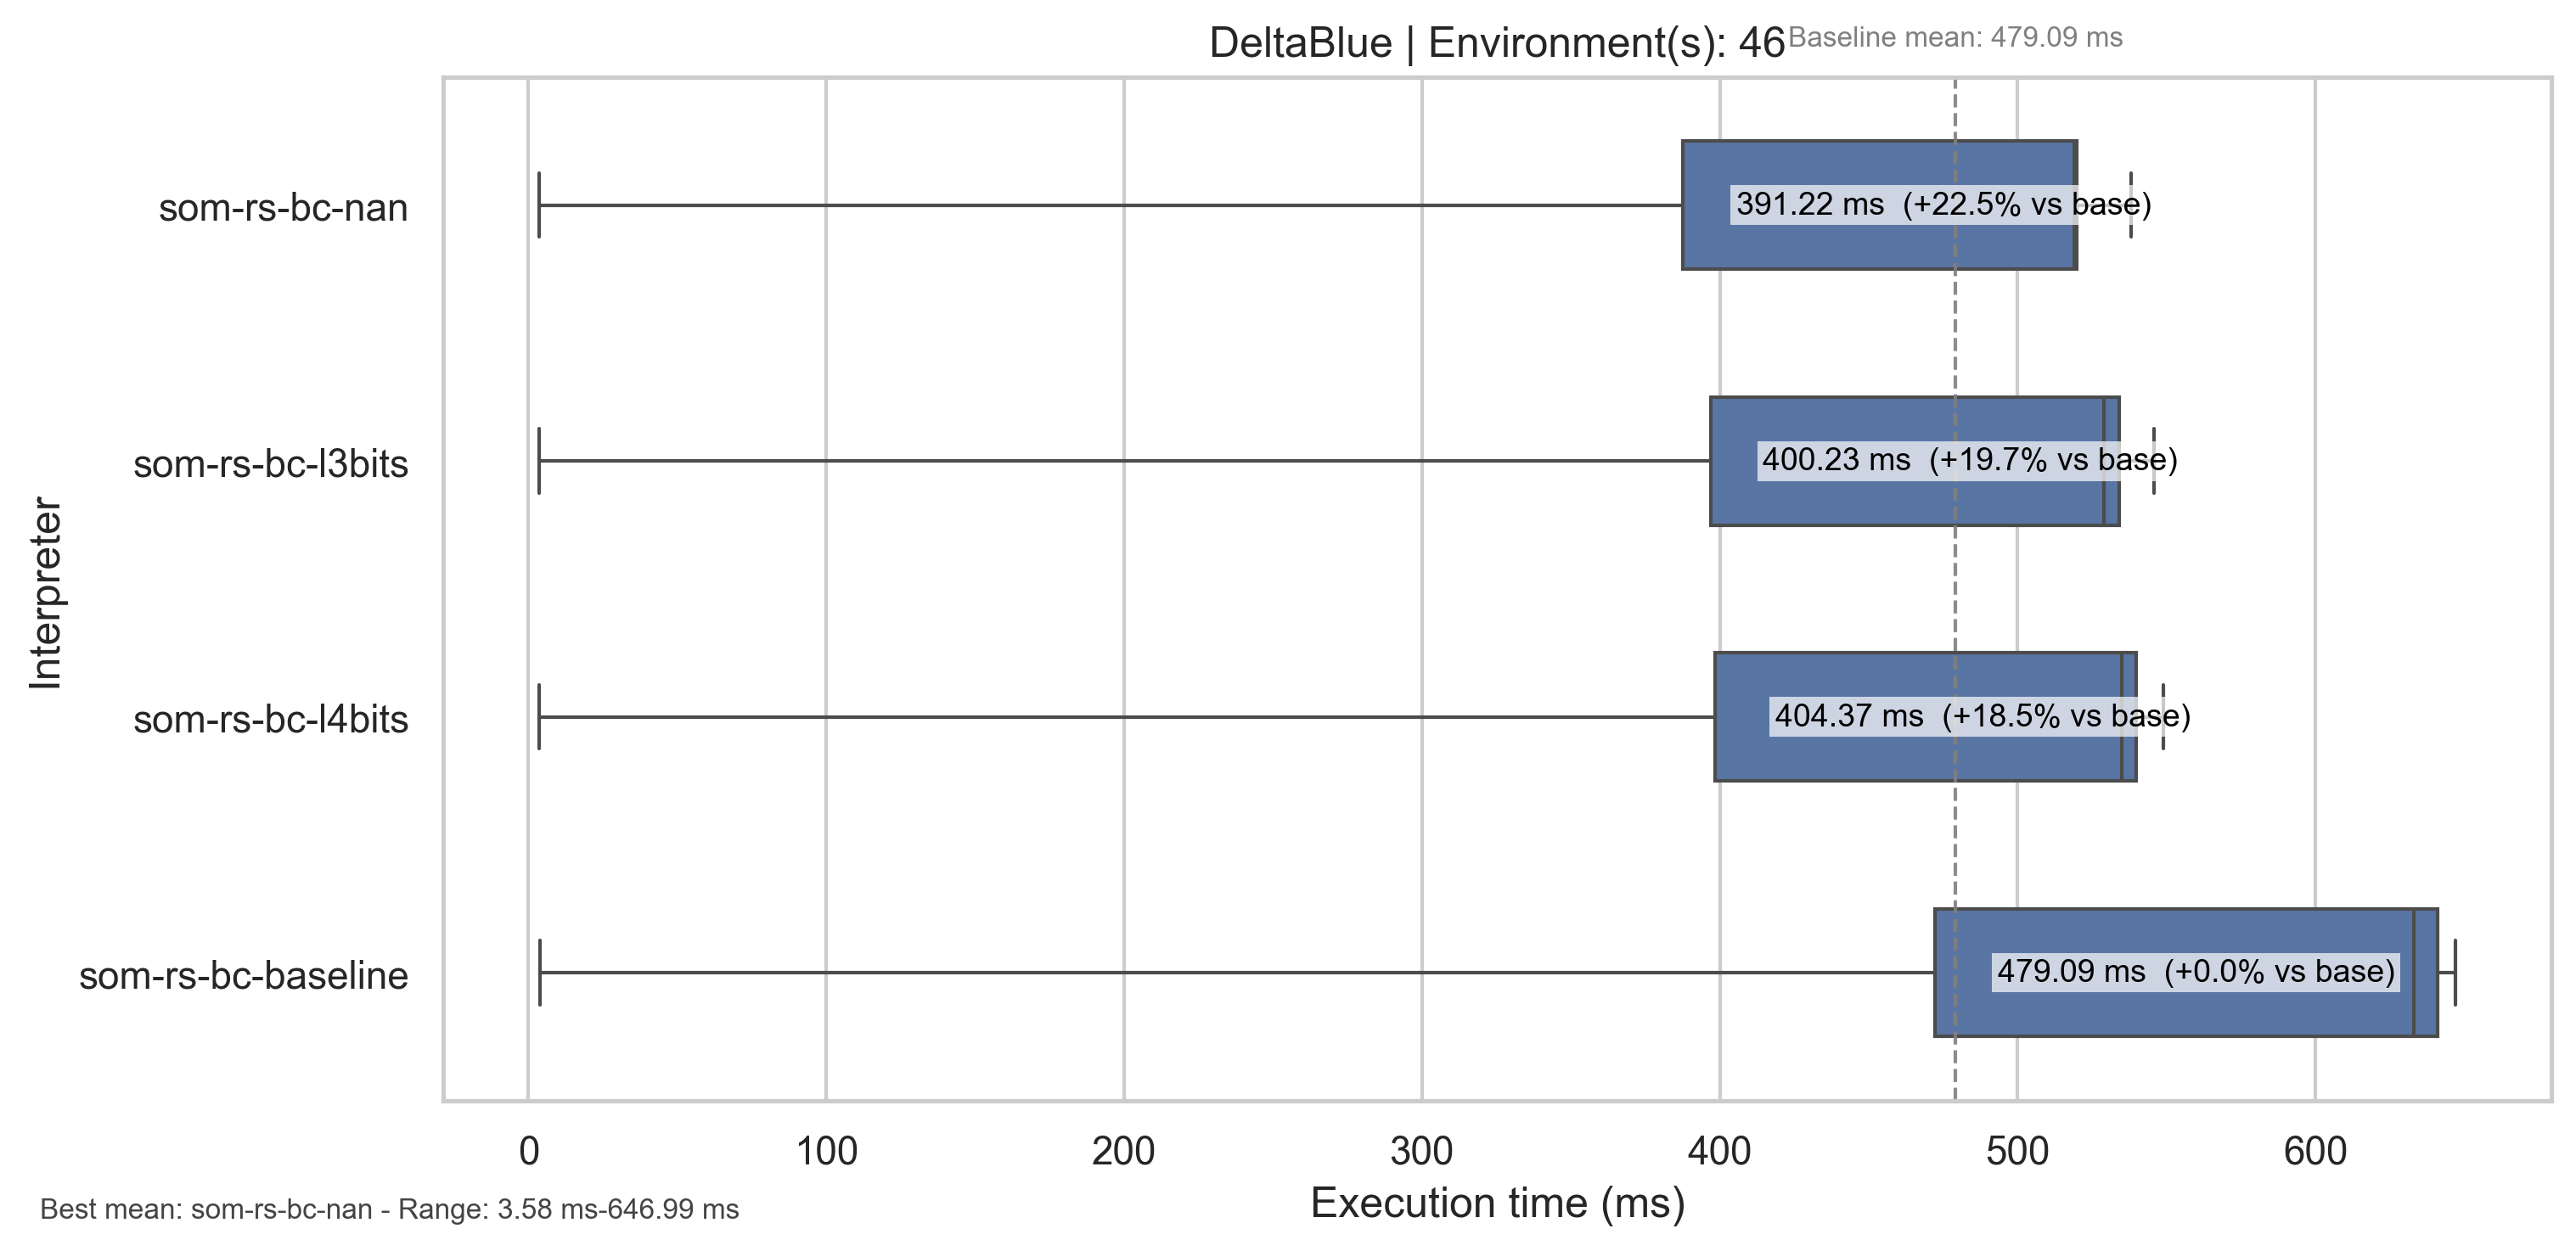 DeltaBlue | Environment(s): 46
Baseline mean: 479.09 ms
Interpreter
som-rs-bc-nan
391.22 ms (+22.5% vs base)
som-rs-bc-l3bits
400.23 ms (+19.7% vs base)
som-rs-bc-l4bits
404.37 ms (+18.5% vs base)
som-rs-bc-baseline
479.09 ms (+0.0% vs base)
0 100 200 300 400 500 600
Execution time (ms)
Best mean: som-rs-bc-nan - Range: 3.58 ms-646.99 ms